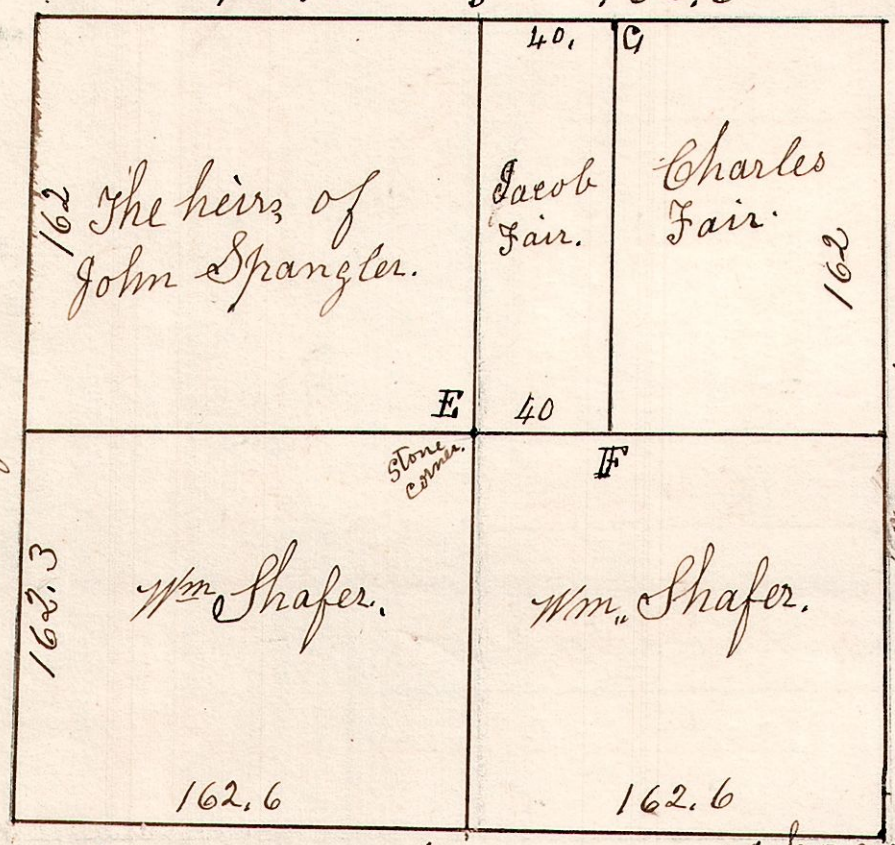 40. G
162
The heirs of
John Spangler.
Jacob
Fair.
Charles
Fair.
162
E
40
Stone
corner.
F
162.3
Wm Shafer.
Wm. Shafer.
162.6
162.6